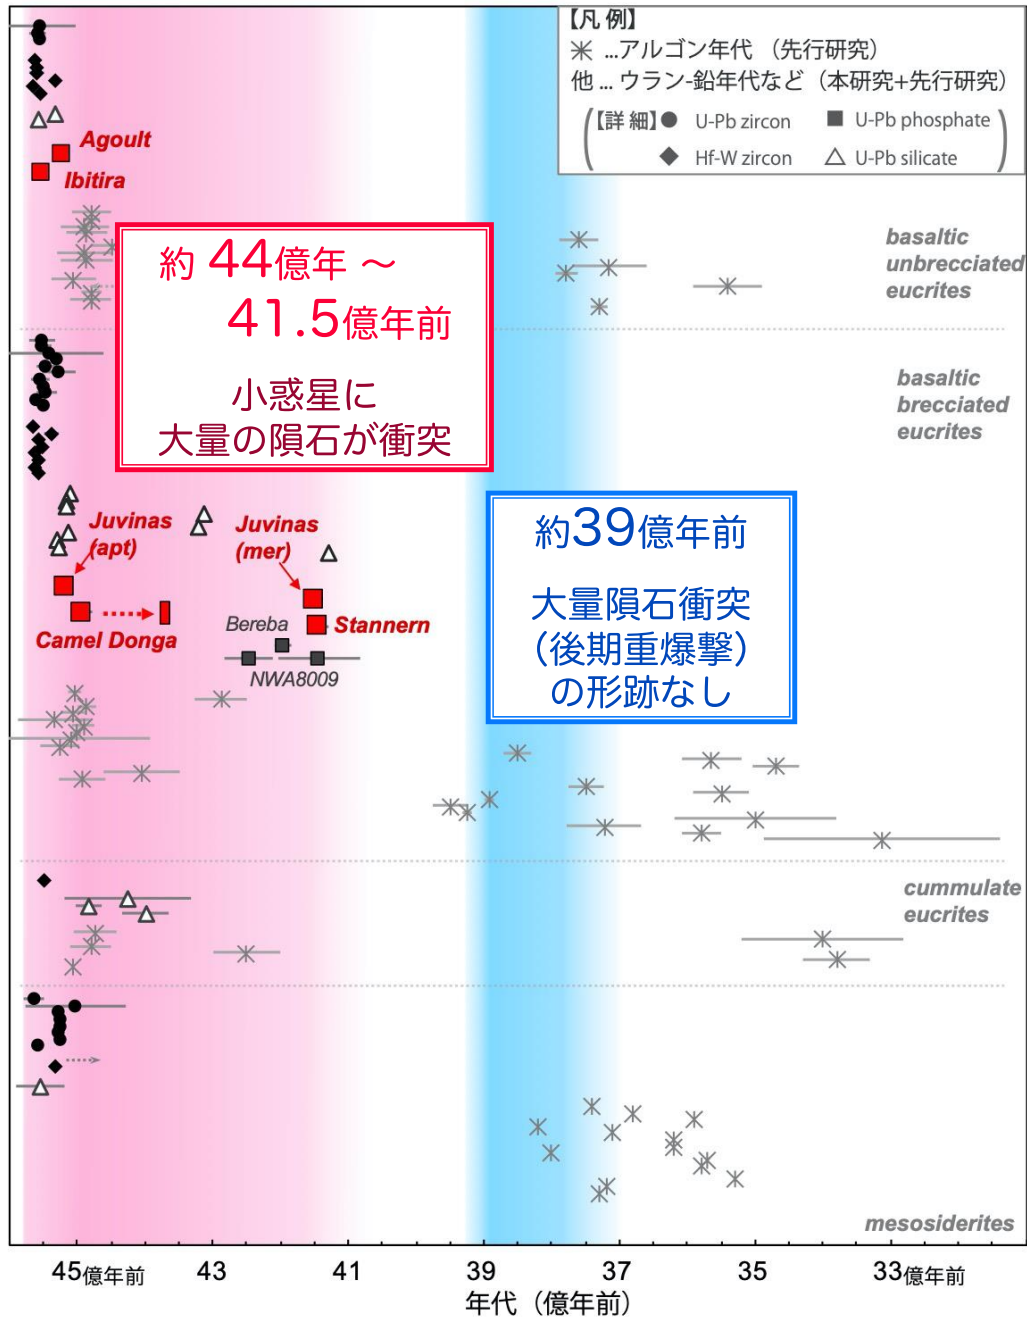 【凡 例】
…アルゴン年代 （先行研究）
他 … ウラン-鉛年代など（本研究+先行研究）
【詳 細】 U-Pb zircon U-Pb phosphate
Hf-W zircon U-Pb silicate
Agoult
Ibitira
約 44億年 〜
41.5億年前
小惑星に
大量の隕石が衝突
basaltic
unbrecciated
eucrites
basaltic
brecciated
eucrites
Juvinas
(apt)
Juvinas
(mer)
約39億年前
大量隕石衝突
（後期重爆撃）
の形跡なし
Camel Donga
Bereba
Stannern
NWA8009
cummulate
eucrites
mesosiderites
45億年前 43 41 39 37 35 33億年前
年代（億年前）